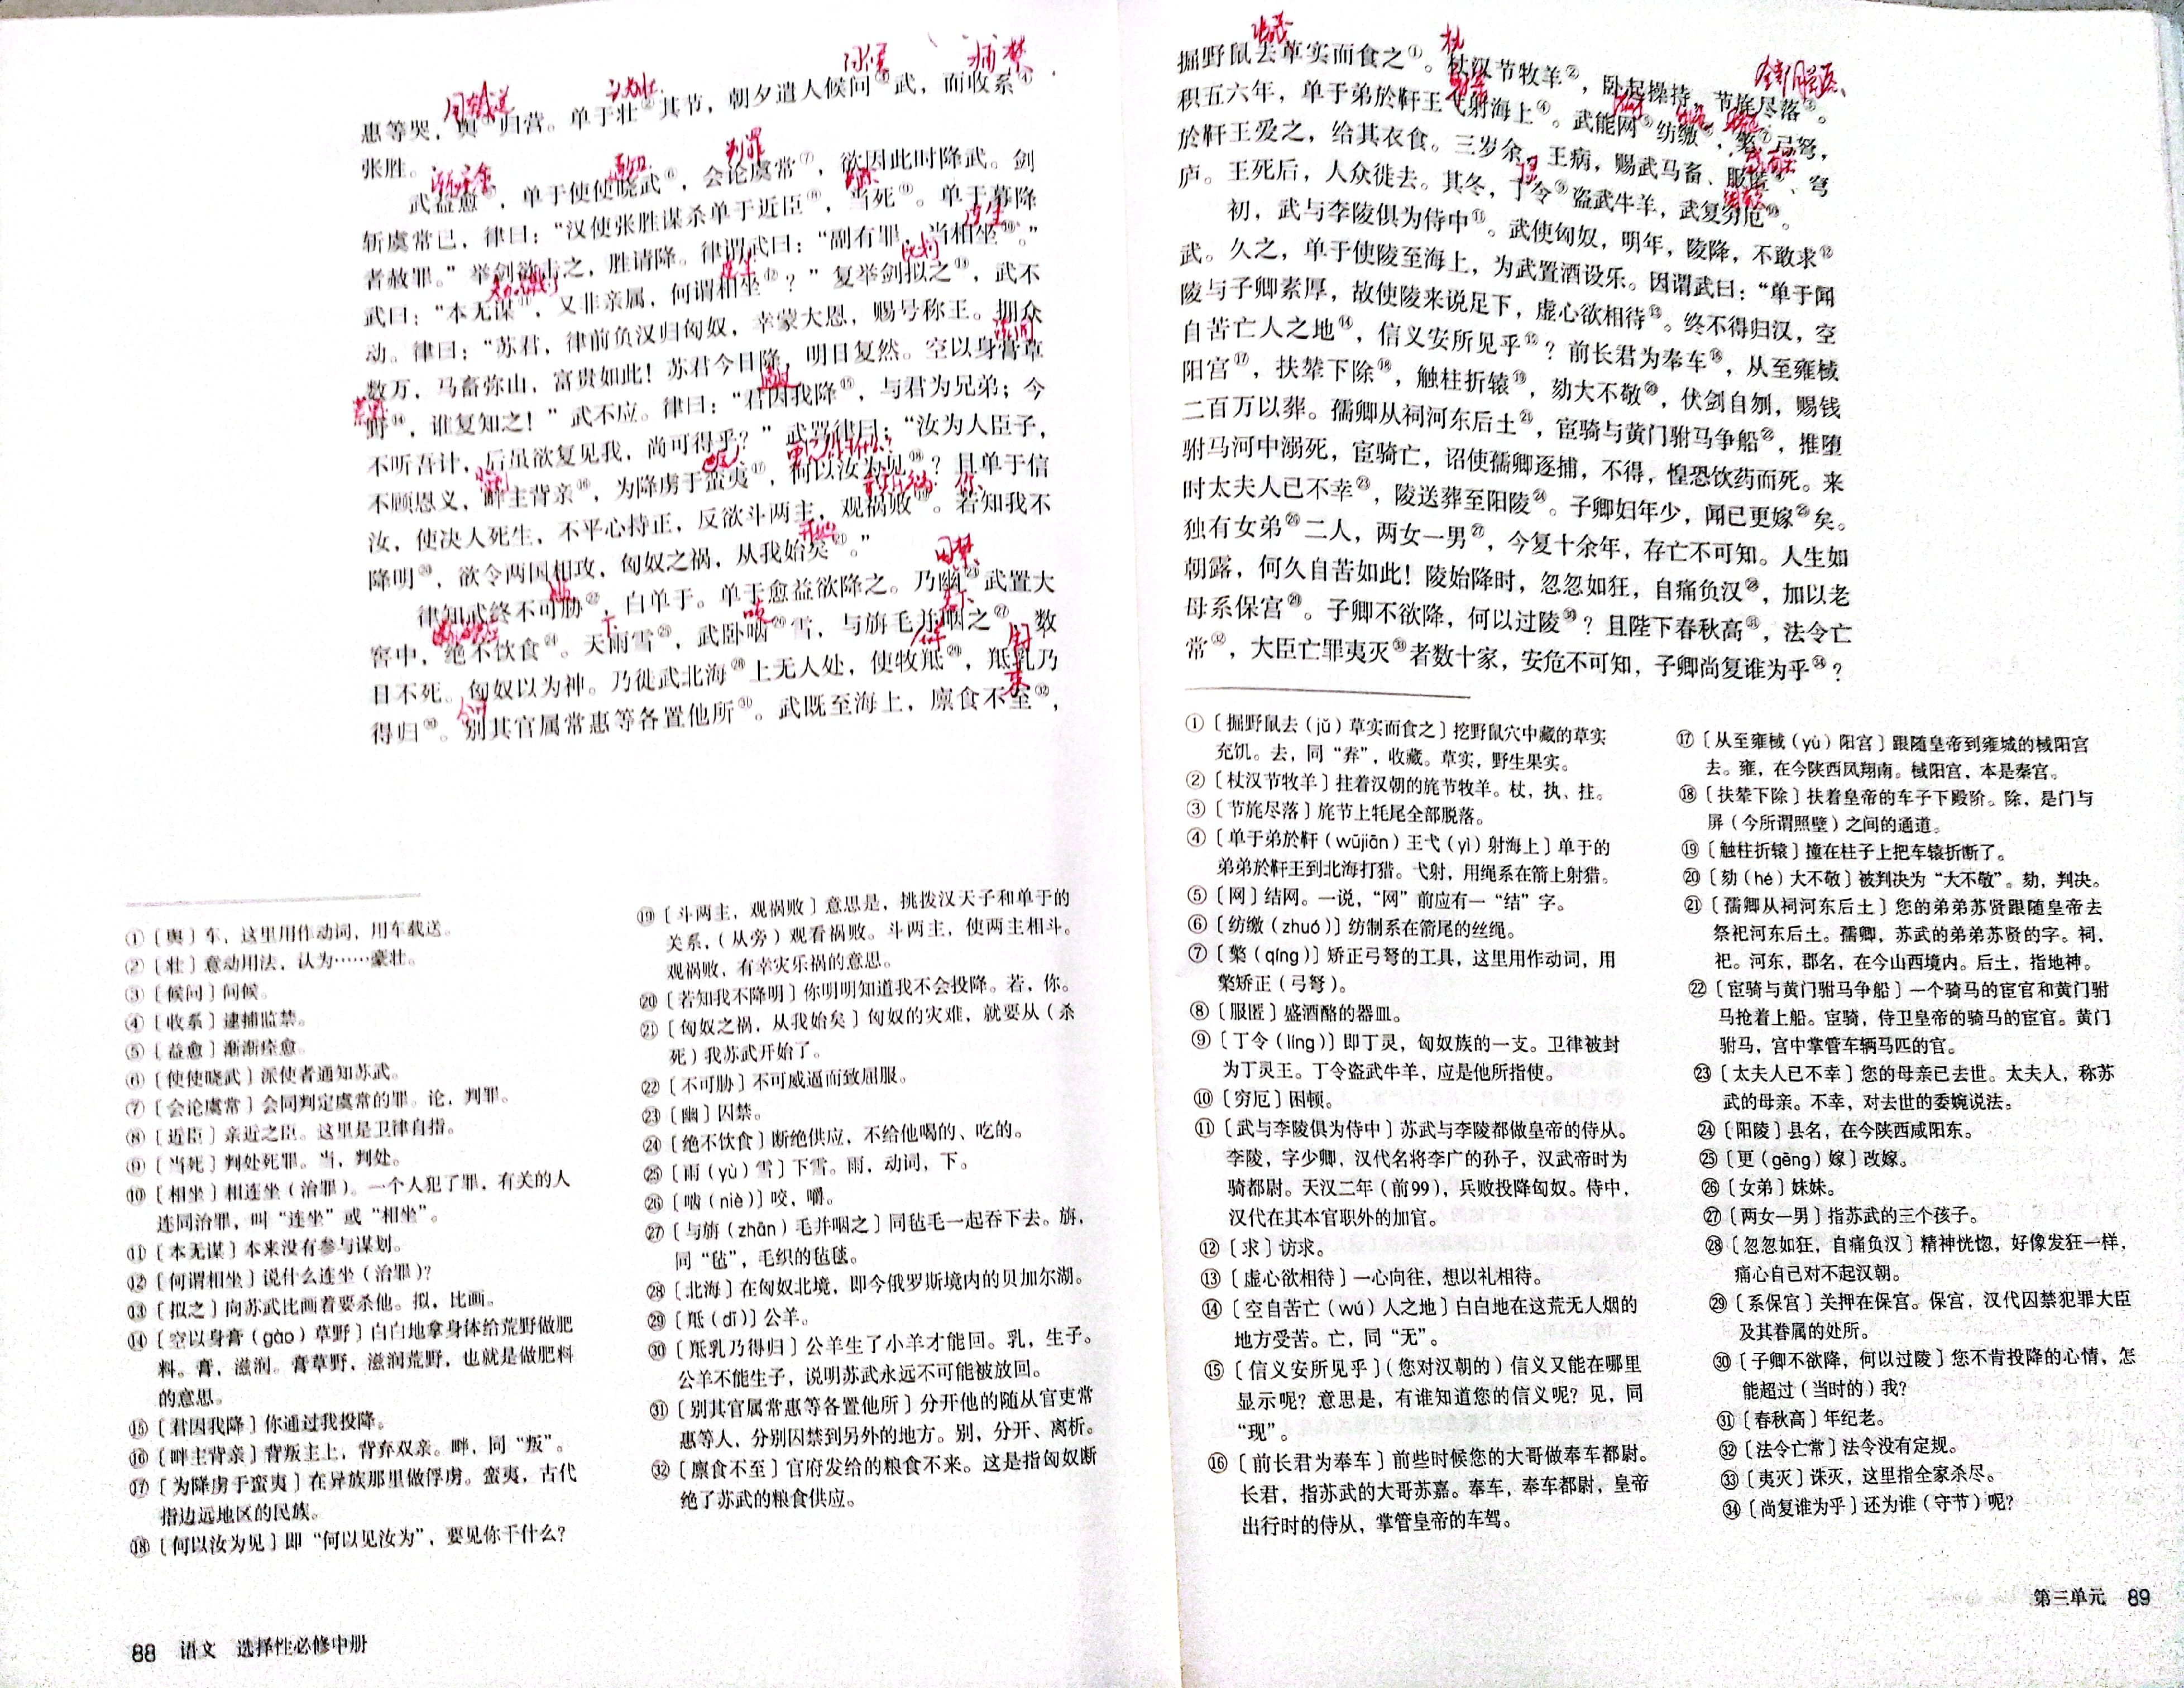 惠等哭，舆①归营。单于壮②其节，朝夕遣人候问③武，而收系④
张胜。
武益愈⑤，单于使使晓武⑥，会论虞常⑦，欲因此时降武。剑
斩虞常已，律曰：“汉使张胜谋杀单于近臣⑧，当死⑨。单于募降
者赦罪。”举剑欲击之，胜请降。律谓武曰：“副有罪，当相坐⑩。”
武曰：“本无谋⑪，又非亲属，何谓相坐⑫？”复举剑拟之⑬，武不
动。律曰：“苏君，律前负汉归匈奴，幸蒙大恩，赐号称王。拥众
数万，马畜弥山，富贵如此！苏君今日降，明日复然。空以身膏草
野⑭，谁复知之！”武不应。律曰：“君因我降⑮，与君为兄弟；今
不听吾计，后虽欲复见我，尚可得乎？”武骂律曰：“汝为人臣子，
不顾恩义，畔主背亲⑯，为降虏于蛮夷⑰，何以汝为见⑱？且单于信
汝，使决人死生，不平心持正，反欲斗两主，观祸败⑲。若知我不
降明⑳，欲令两国相攻，匈奴之祸，从我始矣㉑。”
律知武终不可胁㉒，白单于。单于愈益欲降之。乃幽㉓武置大
窖中，绝不饮食㉔。天雨雪㉕，武卧啮㉖雪，与旃毛并咽之㉗，数
日不死。匈奴以为神。乃徙武北海㉘上无人处，使牧羝㉙，羝乳乃
得归㉚。别其官属常惠等各置他所㉛。武既至海上，廪食不至㉜，
①〔舆〕车，这里用作动词，用车载送。
②〔壮〕意动用法，认为……豪壮。
③〔候问〕问候。
④〔收系〕逮捕监禁。
⑤〔益愈〕渐渐痊愈。
⑥〔使使晓武〕派使者通知苏武。
⑦〔会论虞常〕会同判定虞常的罪。论，判罪。
⑧〔近臣〕亲近之臣。这里是卫律自指。
⑨〔当死〕判处死罪。当，判处。
⑩〔相坐〕相连坐（治罪）。一个人犯了罪，有关的人
连同治罪，叫“连坐”或“相坐”。
⑪〔本无谋〕本来没有参与谋划。
⑫〔何谓相坐〕说什么连坐（治罪）？
⑬〔拟之〕向苏武比画着要杀他。拟，比画。
⑭〔空以身膏（gào）草野〕白白地拿身体给荒野做肥
料。膏，滋润。膏草野，滋润荒野，也就是做肥料
的意思。
⑮〔君因我降〕你通过我投降。
⑯〔畔主背亲〕背叛主上，背弃双亲。畔，同“叛”。
⑰〔为降虏于蛮夷〕在异族那里做俘虏。蛮夷，古代
指边远地区的民族。
⑱〔何以汝为见〕即“何以见汝为”，要见你干什么？
⑲〔斗两主，观祸败〕意思是，挑拨汉天子和单于的
关系，（从旁）观看祸败。斗两主，使两主相斗。
观祸败，有幸灾乐祸的意思。
⑳〔若知我不降明〕你明明知道我不会投降。若，你。
㉑〔匈奴之祸，从我始矣〕匈奴的灾难，就要从（杀
死）我苏武开始了。
㉒〔不可胁〕不可威逼而致屈服。
㉓〔幽〕囚禁。
㉔〔绝不饮食〕断绝供应，不给他喝的、吃的。
㉕〔雨（yù）雪〕下雪。雨，动词，下。
㉖〔啮（niè）〕咬，嚼。
㉗〔与旃（zhān）毛并咽之〕同毡毛一起吞下去。旃，
同“毡”，毛织的毡毯。
㉘〔北海〕在匈奴北境，即今俄罗斯境内的贝加尔湖。
㉙〔羝（dī）〕公羊。
㉚〔羝乳乃得归〕公羊生了小羊才能回。乳，生子。
公羊不能生子，说明苏武永远不可能被放回。
㉛〔别其官属常惠等各置他所〕分开他的随从官吏常
惠等人，分别囚禁到另外的地方。别，分开、离析。
㉜〔廪食不至〕官府发给的粮食不来。这是指匈奴断
绝了苏武的粮食供应。
88 语文 选择性必修中册
掘野鼠去草实而食之①。杖汉节牧羊②，卧起操持，节旄尽落③。
积五六年，单于弟於靬王弋射海上④。武能网⑤纺缴⑥，檠⑦弓弩，
於靬王爱之，给其衣食。三岁余，王病，赐武马畜、服匿⑧、穹
庐。王死后，人众徙去。其冬，丁令⑨盗武牛羊，武复穷厄⑩。
初，武与李陵俱为侍中⑪。武使匈奴，明年，陵降，不敢求⑫
武。久之，单于使陵至海上，为武置酒设乐。因谓武曰：“单于闻
陵与子卿素厚，故使陵来说足下，虚心欲相待⑬。终不得归汉，空
自苦亡人之地⑭，信义安所见乎⑮？前长君为奉车⑯，从至雍棫
阳宫⑰，扶辇下除⑱，触柱折辕⑲，劾大不敬⑳，伏剑自刎，赐钱
二百万以葬。孺卿从祠河东后土㉑，宦骑与黄门驸马争船㉒，推堕
驸马河中溺死，宦骑亡，诏使孺卿逐捕，不得，惶恐饮药而死。来
时太夫人已不幸㉓，陵送葬至阳陵㉔。子卿妇年少，闻已更嫁㉕矣。
独有女弟㉖二人，两女一男㉗，今复十余年，存亡不可知。人生如
朝露，何久自苦如此！陵始降时，忽忽如狂，自痛负汉㉘，加以老
母系保宫㉙。子卿不欲降，何以过陵㉚？且陛下春秋高㉛，法令亡
常㉜，大臣亡罪夷灭㉝者数十家，安危不可知，子卿尚复谁为乎㉞？
①〔掘野鼠去（jǔ）草实而食之〕挖野鼠穴中藏的草实
充饥。去，同“弆”，收藏。草实，野生果实。
②〔杖汉节牧羊〕拄着汉朝的旄节牧羊。杖，执、拄。
③〔节旄尽落〕旄节上牦尾全部脱落。
④〔单于弟於靬（wūjiān）王弋（yì）射海上〕单于的
弟弟於靬王到北海打猎。弋射，用绳系在箭上射猎。
⑤〔网〕结网。一说，“网”前应有一“结”字。
⑥〔纺缴（zhuó）〕纺制系在箭尾的丝绳。
⑦〔檠（qíng）〕矫正弓弩的工具，这里用作动词，用
檠矫正（弓弩）。
⑧〔服匿〕盛酒酪的器皿。
⑨〔丁令（líng）〕即丁灵，匈奴族的一支。卫律被封
为丁灵王。丁令盗武牛羊，应是他所指使。
⑩〔穷厄〕困顿。
⑪〔武与李陵俱为侍中〕苏武与李陵都做皇帝的侍从。
李陵，字少卿，汉代名将李广的孙子，汉武帝时为
骑都尉。天汉二年（前99），兵败投降匈奴。侍中，
汉代在其本官职外的加官。
⑫〔求〕访求。
⑬〔虚心欲相待〕一心向往，想以礼相待。
⑭〔空自苦亡（wú）人之地〕白白地在这荒无人烟的
地方受苦。亡，同“无”。
⑮〔信义安所见乎〕（您对汉朝的）信义又能在哪里
显示呢？意思是，有谁知道您的信义呢？见，同
“现”。
⑯〔前长君为奉车〕前些时候您的大哥做奉车都尉。
长君，指苏武的大哥苏嘉。奉车，奉车都尉，皇帝
出行时的侍从，掌管皇帝的车驾。
⑰〔从至雍棫（yù）阳宫〕跟随皇帝到雍城的棫阳宫
去。雍，在今陕西凤翔南。棫阳宫，本是秦宫。
⑱〔扶辇下除〕扶着皇帝的车子下殿阶。除，是门与
屏（今所谓照壁）之间的通道。
⑲〔触柱折辕〕撞在柱子上把车辕折断了。
⑳〔劾（hé）大不敬〕被判决为“大不敬”。劾，判决。
㉑〔孺卿从祠河东后土〕您的弟弟苏贤跟随皇帝去
祭祀河东后土。孺卿，苏武的弟弟苏贤的字。祠，
祀。河东，郡名，在今山西境内。后土，指地神。
㉒〔宦骑与黄门驸马争船〕一个骑马的宦官和黄门驸
马抢着上船。宦骑，侍卫皇帝的骑马的宦官。黄门
驸马，宫中掌管车辆马匹的官。
㉓〔太夫人已不幸〕您的母亲已去世。太夫人，称苏
武的母亲。不幸，对去世的委婉说法。
㉔〔阳陵〕县名，在今陕西咸阳东。
㉕〔更（gēng）嫁〕改嫁。
㉖〔女弟〕妹妹。
㉗〔两女一男〕指苏武的三个孩子。
㉘〔忽忽如狂，自痛负汉〕精神恍惚，好像发狂一样，
痛心自己对不起汉朝。
㉙〔系保宫〕关押在保宫。保宫，汉代囚禁犯罪大臣
及其眷属的处所。
㉚〔子卿不欲降，何以过陵〕您不肯投降的心情，怎
能超过（当时的）我？
㉛〔春秋高〕年纪老。
㉜〔法令亡常〕法令没有定规。
㉝〔夷灭〕诛灭，这里指全家杀尽。
㉞〔尚复谁为乎〕还为谁（守节）呢？
第三单元 89